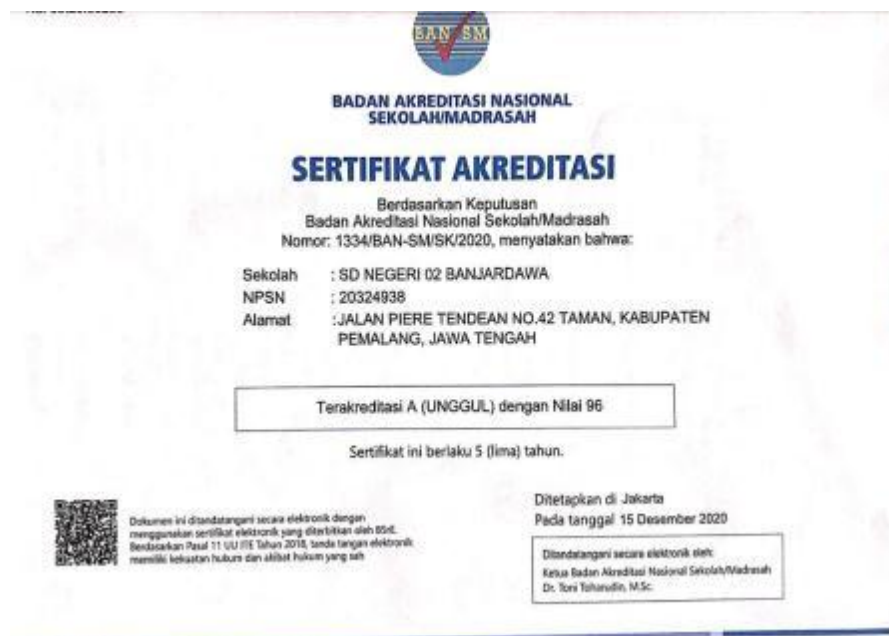 BAN SM
BADAN AKREDITASI NASIONAL
SEKOLAH/MADRASAH
SERTIFIKAT AKREDITASI
Berdasarkan Keputusan
Badan Akreditasi Nasional Sekolah/Madrasah
Nomor: 1334/BAN-SM/SK/2020, menyatakan bahwa:
Sekolah : SD NEGERI 02 BANJARDAWA
NPSN : 20324938
Alamat :JALAN PIERE TENDEAN NO.42 TAMAN, KABUPATEN
PEMALANG, JAWA TENGAH
Terakreditasi A (UNGGUL) dengan Nilai 96
Sertifikat ini berlaku 5 (lima) tahun.
Dokumen ini ditandatangani secara elektronik dengan
menggunakan sertifikat elektronik yang diterbitkan oleh BSrE.
Berdasarkan Pasal 11 UU ITE Tahun 2018, tanda tangan elektronik
memiliki kekuatan hukum dan akibat hukum yang sah
Ditetapkan di Jakarta
Pada tanggal 15 Desember 2020
Ditandatangani secara elektronik oleh:
Ketua Badan Akreditasi Nasional Sekolah/Madrasah
Dr. Toni Toharudin, M.Sc.